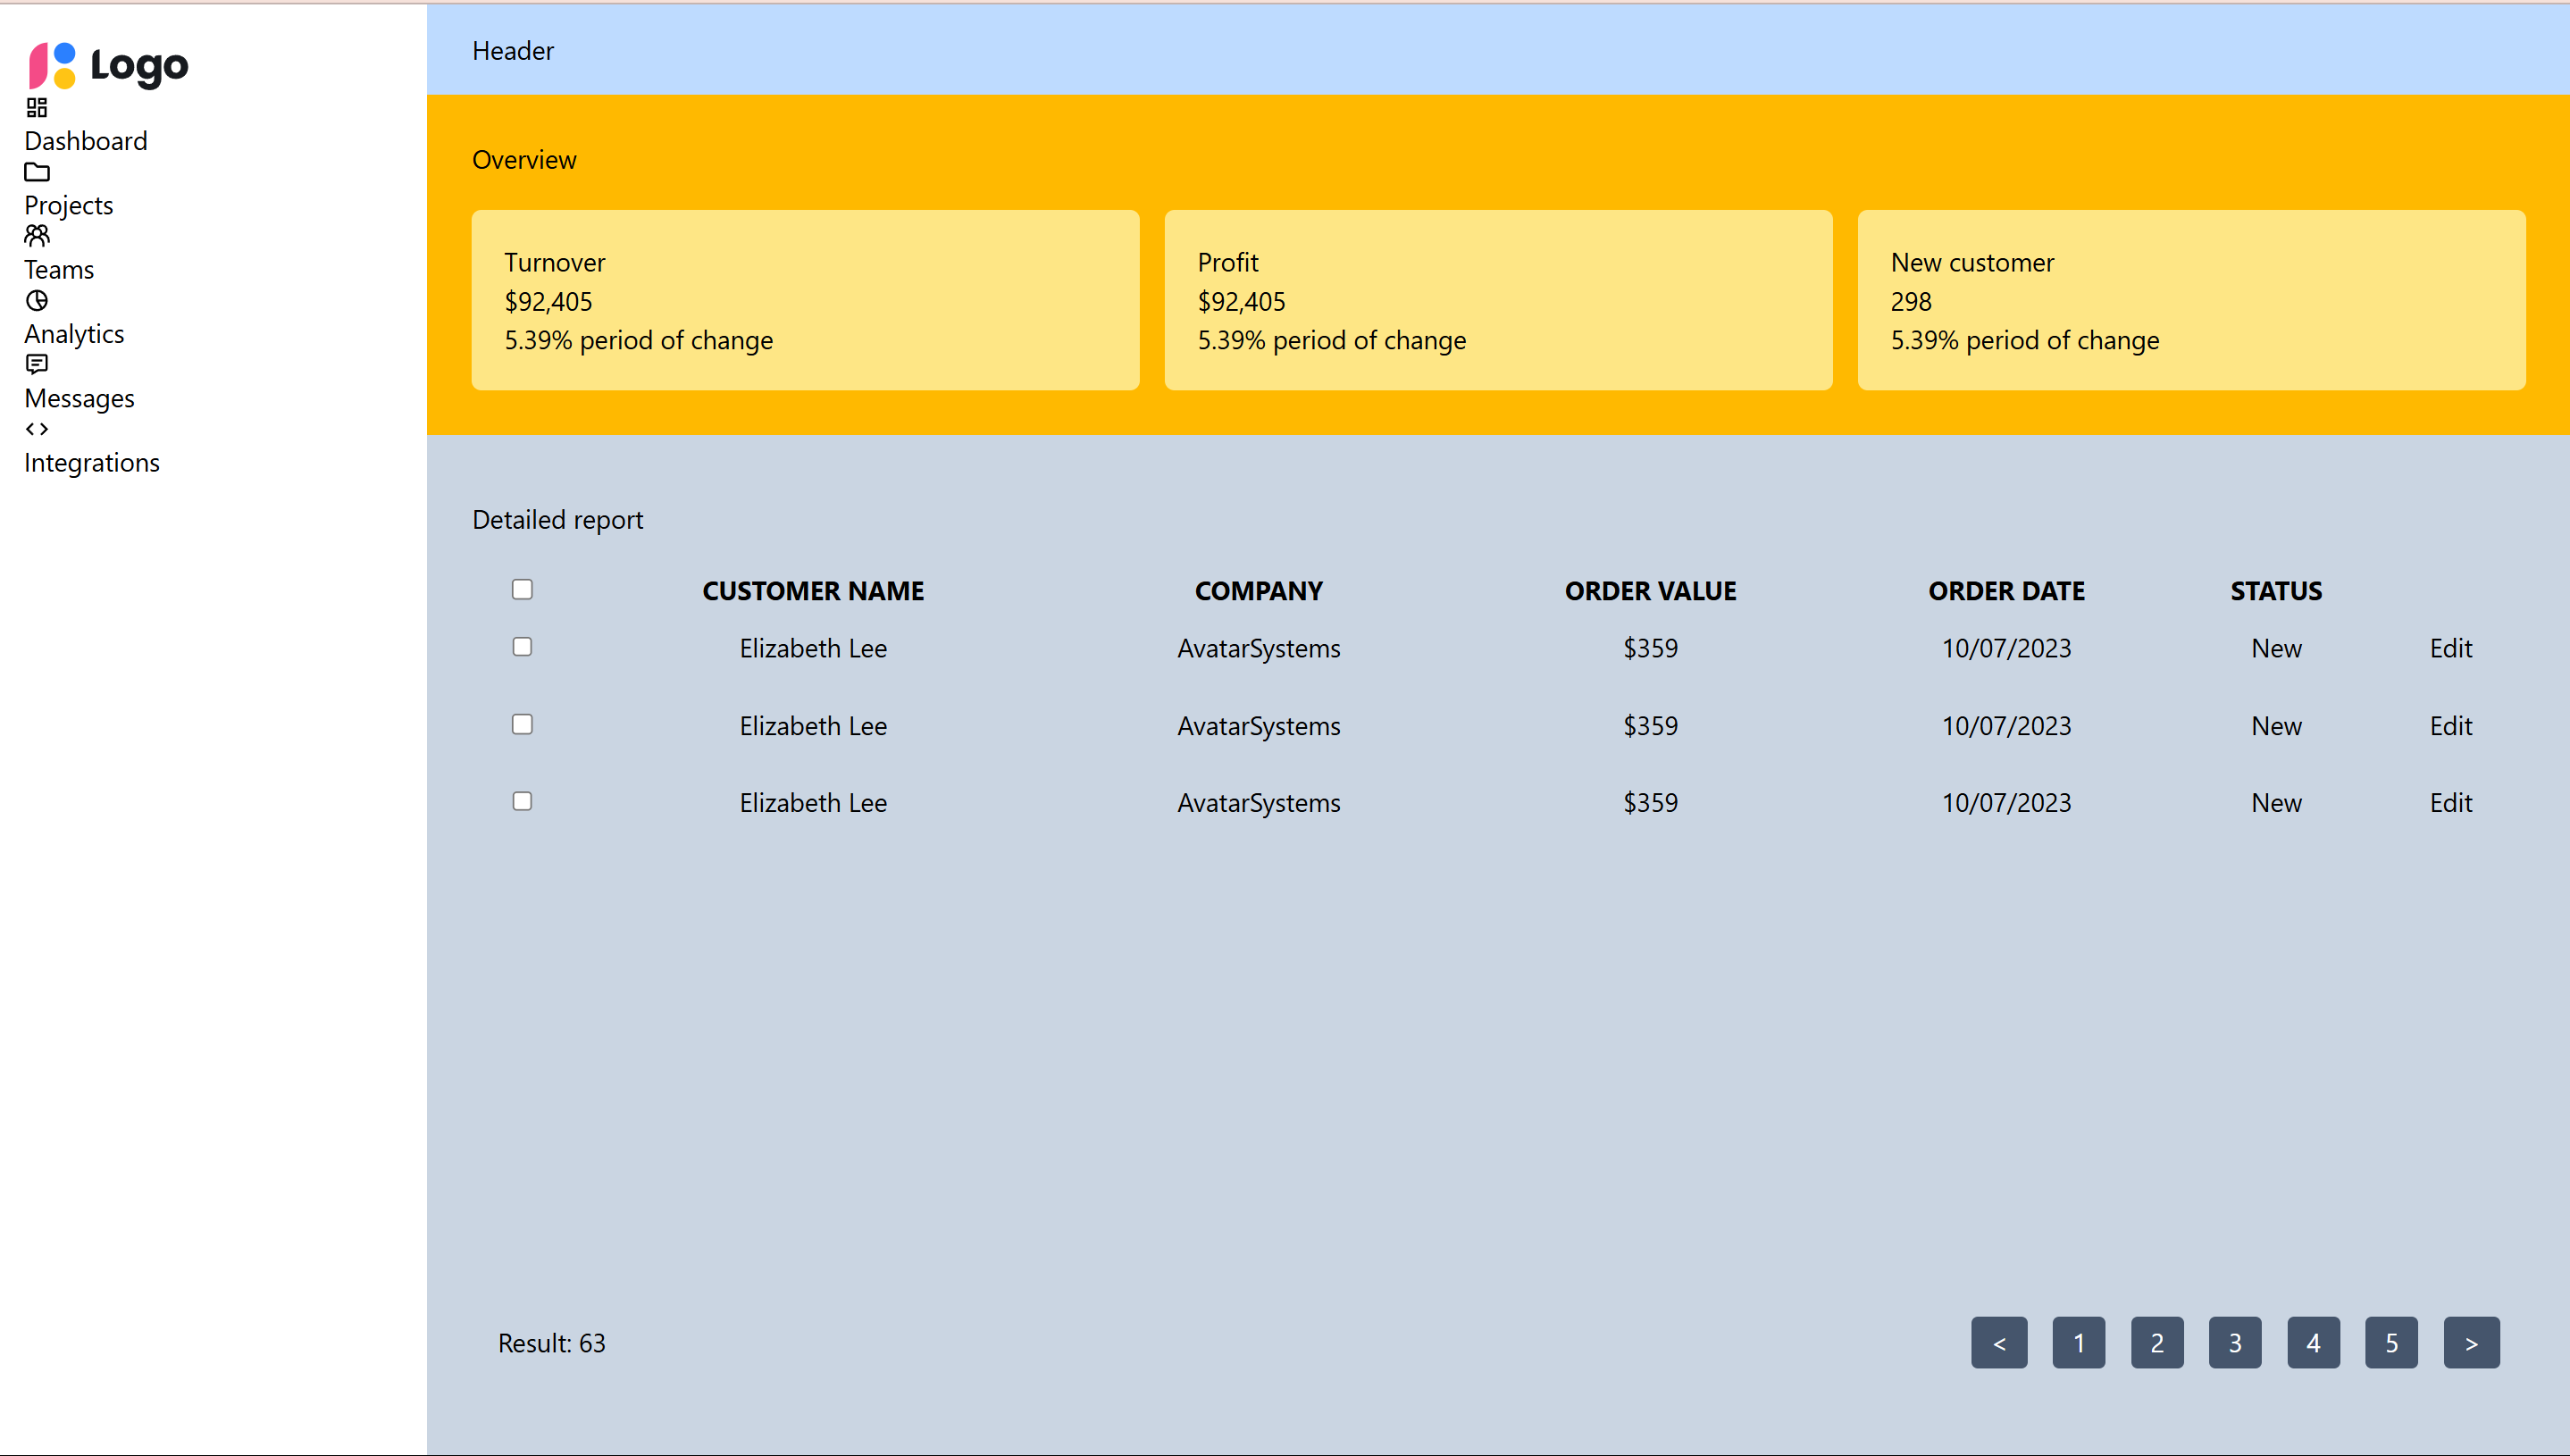 Logo
Dashboard
Projects
Teams
Analytics
Messages
Integrations
Header
Overview
Turnover
$92,405
5.39% period of change
Profit
$92,405
5.39% period of change
New customer
298
5.39% period of change
Detailed report
CUSTOMER NAME COMPANY ORDER VALUE ORDER DATE STATUS
Elizabeth Lee AvatarSystems $359 10/07/2023 New Edit
Elizabeth Lee AvatarSystems $359 10/07/2023 New Edit
Elizabeth Lee AvatarSystems $359 10/07/2023 New Edit
Result: 63 < 1 2 3 4 5 >